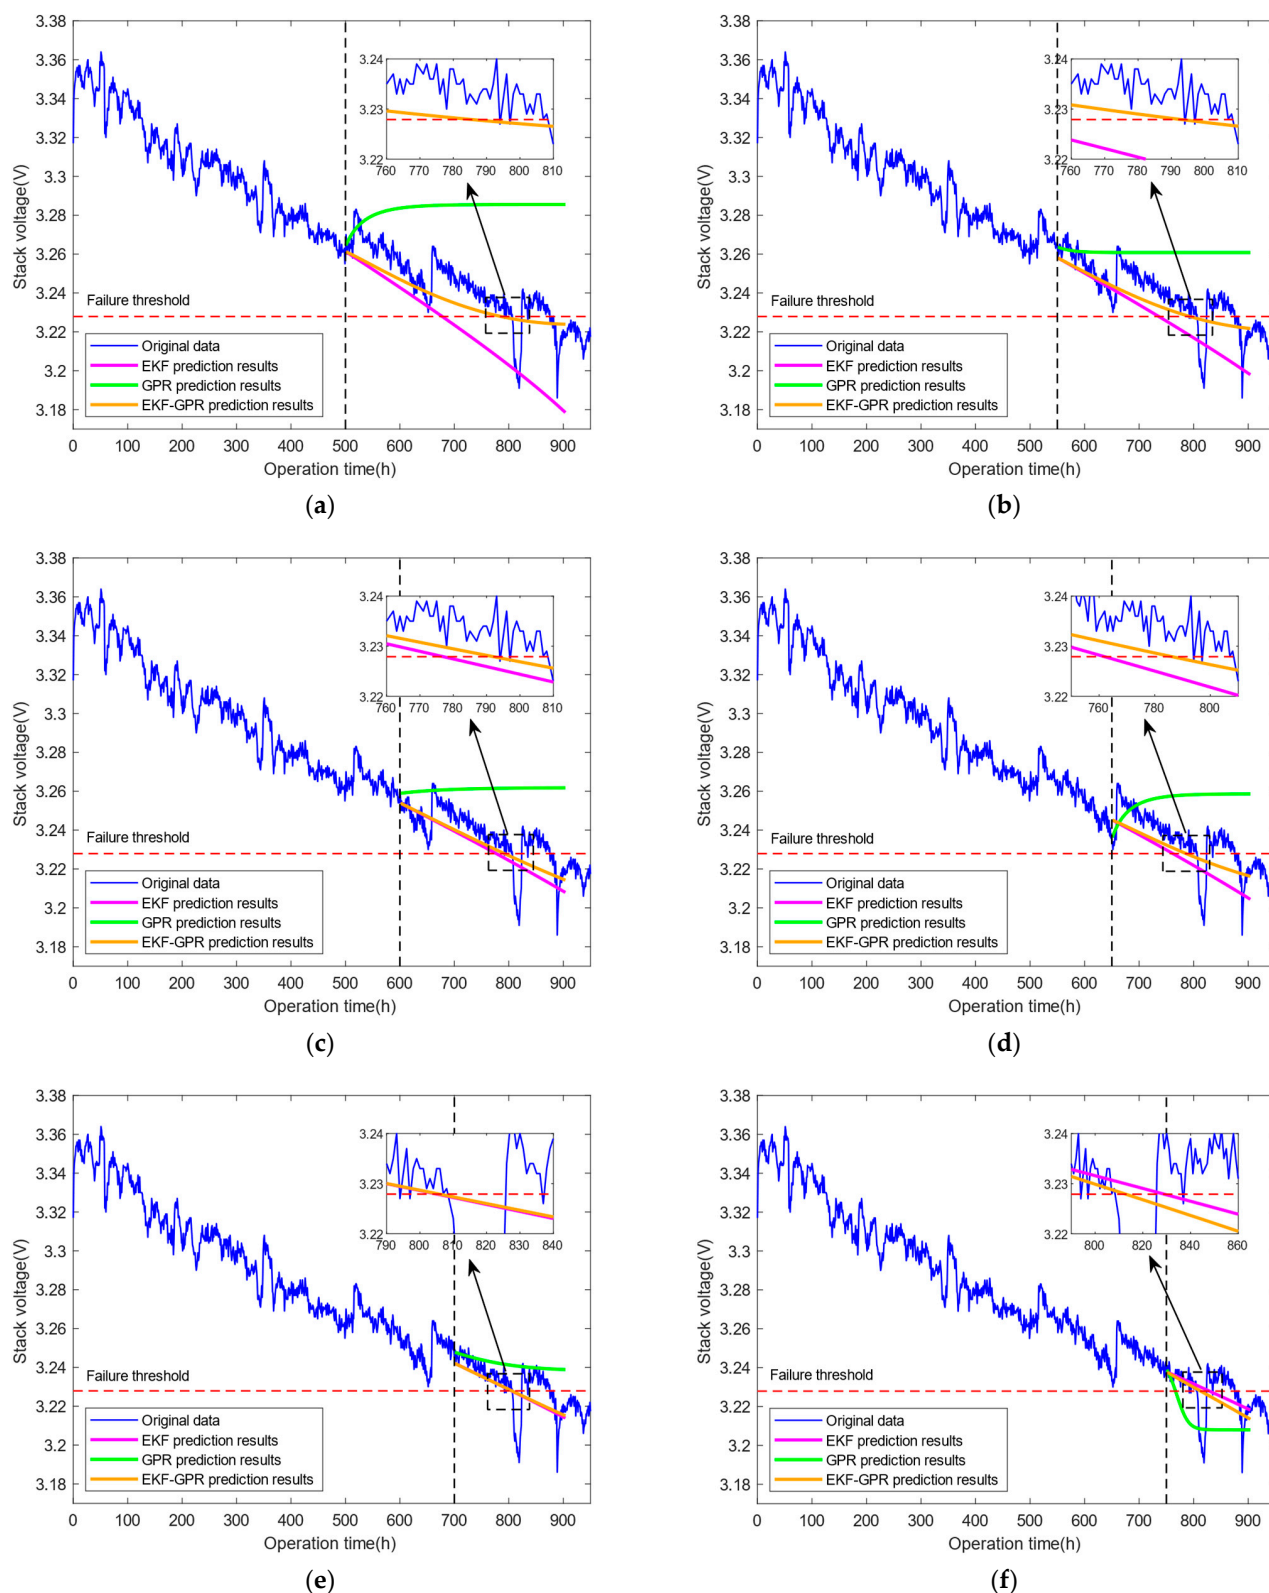 3.38
3.36
3.34
3.32
3.3
3.28
3.26
3.24
3.22
3.2
3.18
Stack voltage(V)
3.24
3.23
3.22
760 770 780 790 800 810
Failure threshold
Original data
EKF prediction results
GPR prediction results
EKF-GPR prediction results
0 100 200 300 400 500 600 700 800 900
Operation time(h)
(a)
3.38
3.36
3.34
3.32
3.3
3.28
3.26
3.24
3.22
3.2
3.18
Stack voltage(V)
3.24
3.23
3.22
760 770 780 790 800 810
Failure threshold
Original data
EKF prediction results
GPR prediction results
EKF-GPR prediction results
0 100 200 300 400 500 600 700 800 900
Operation time(h)
(b)
3.38
3.36
3.34
3.32
3.3
3.28
3.26
3.24
3.22
3.2
3.18
Stack voltage(V)
3.24
3.23
3.22
760 770 780 790 800 810
Failure threshold
Original data
EKF prediction results
GPR prediction results
EKF-GPR prediction results
0 100 200 300 400 500 600 700 800 900
Operation time(h)
(c)
3.38
3.36
3.34
3.32
3.3
3.28
3.26
3.24
3.22
3.2
3.18
Stack voltage(V)
3.24
3.23
3.22
760 780 800
Failure threshold
Original data
EKF prediction results
GPR prediction results
EKF-GPR prediction results
0 100 200 300 400 500 600 700 800 900
Operation time(h)
(d)
3.38
3.36
3.34
3.32
3.3
3.28
3.26
3.24
3.22
3.2
3.18
Stack voltage(V)
3.24
3.23
3.22
790 800 810 820 830 840
Failure threshold
Original data
EKF prediction results
GPR prediction results
EKF-GPR prediction results
0 100 200 300 400 500 600 700 800 900
Operation time(h)
(e)
3.38
3.36
3.34
3.32
3.3
3.28
3.26
3.24
3.22
3.2
3.18
Stack voltage(V)
3.24
3.23
3.22
800 820 840 860
Failure threshold
Original data
EKF prediction results
GPR prediction results
EKF-GPR prediction results
0 100 200 300 400 500 600 700 800 900
Operation time(h)
(f)